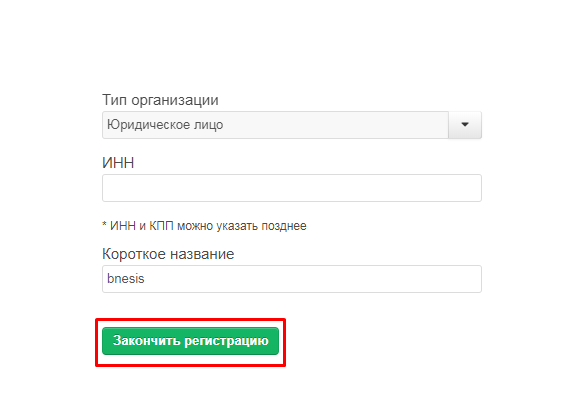 Тип организации
Юридическое лицо
ИНН
* ИНН и КПП можно указать позднее
Короткое название
bnesis
Закончить регистрацию